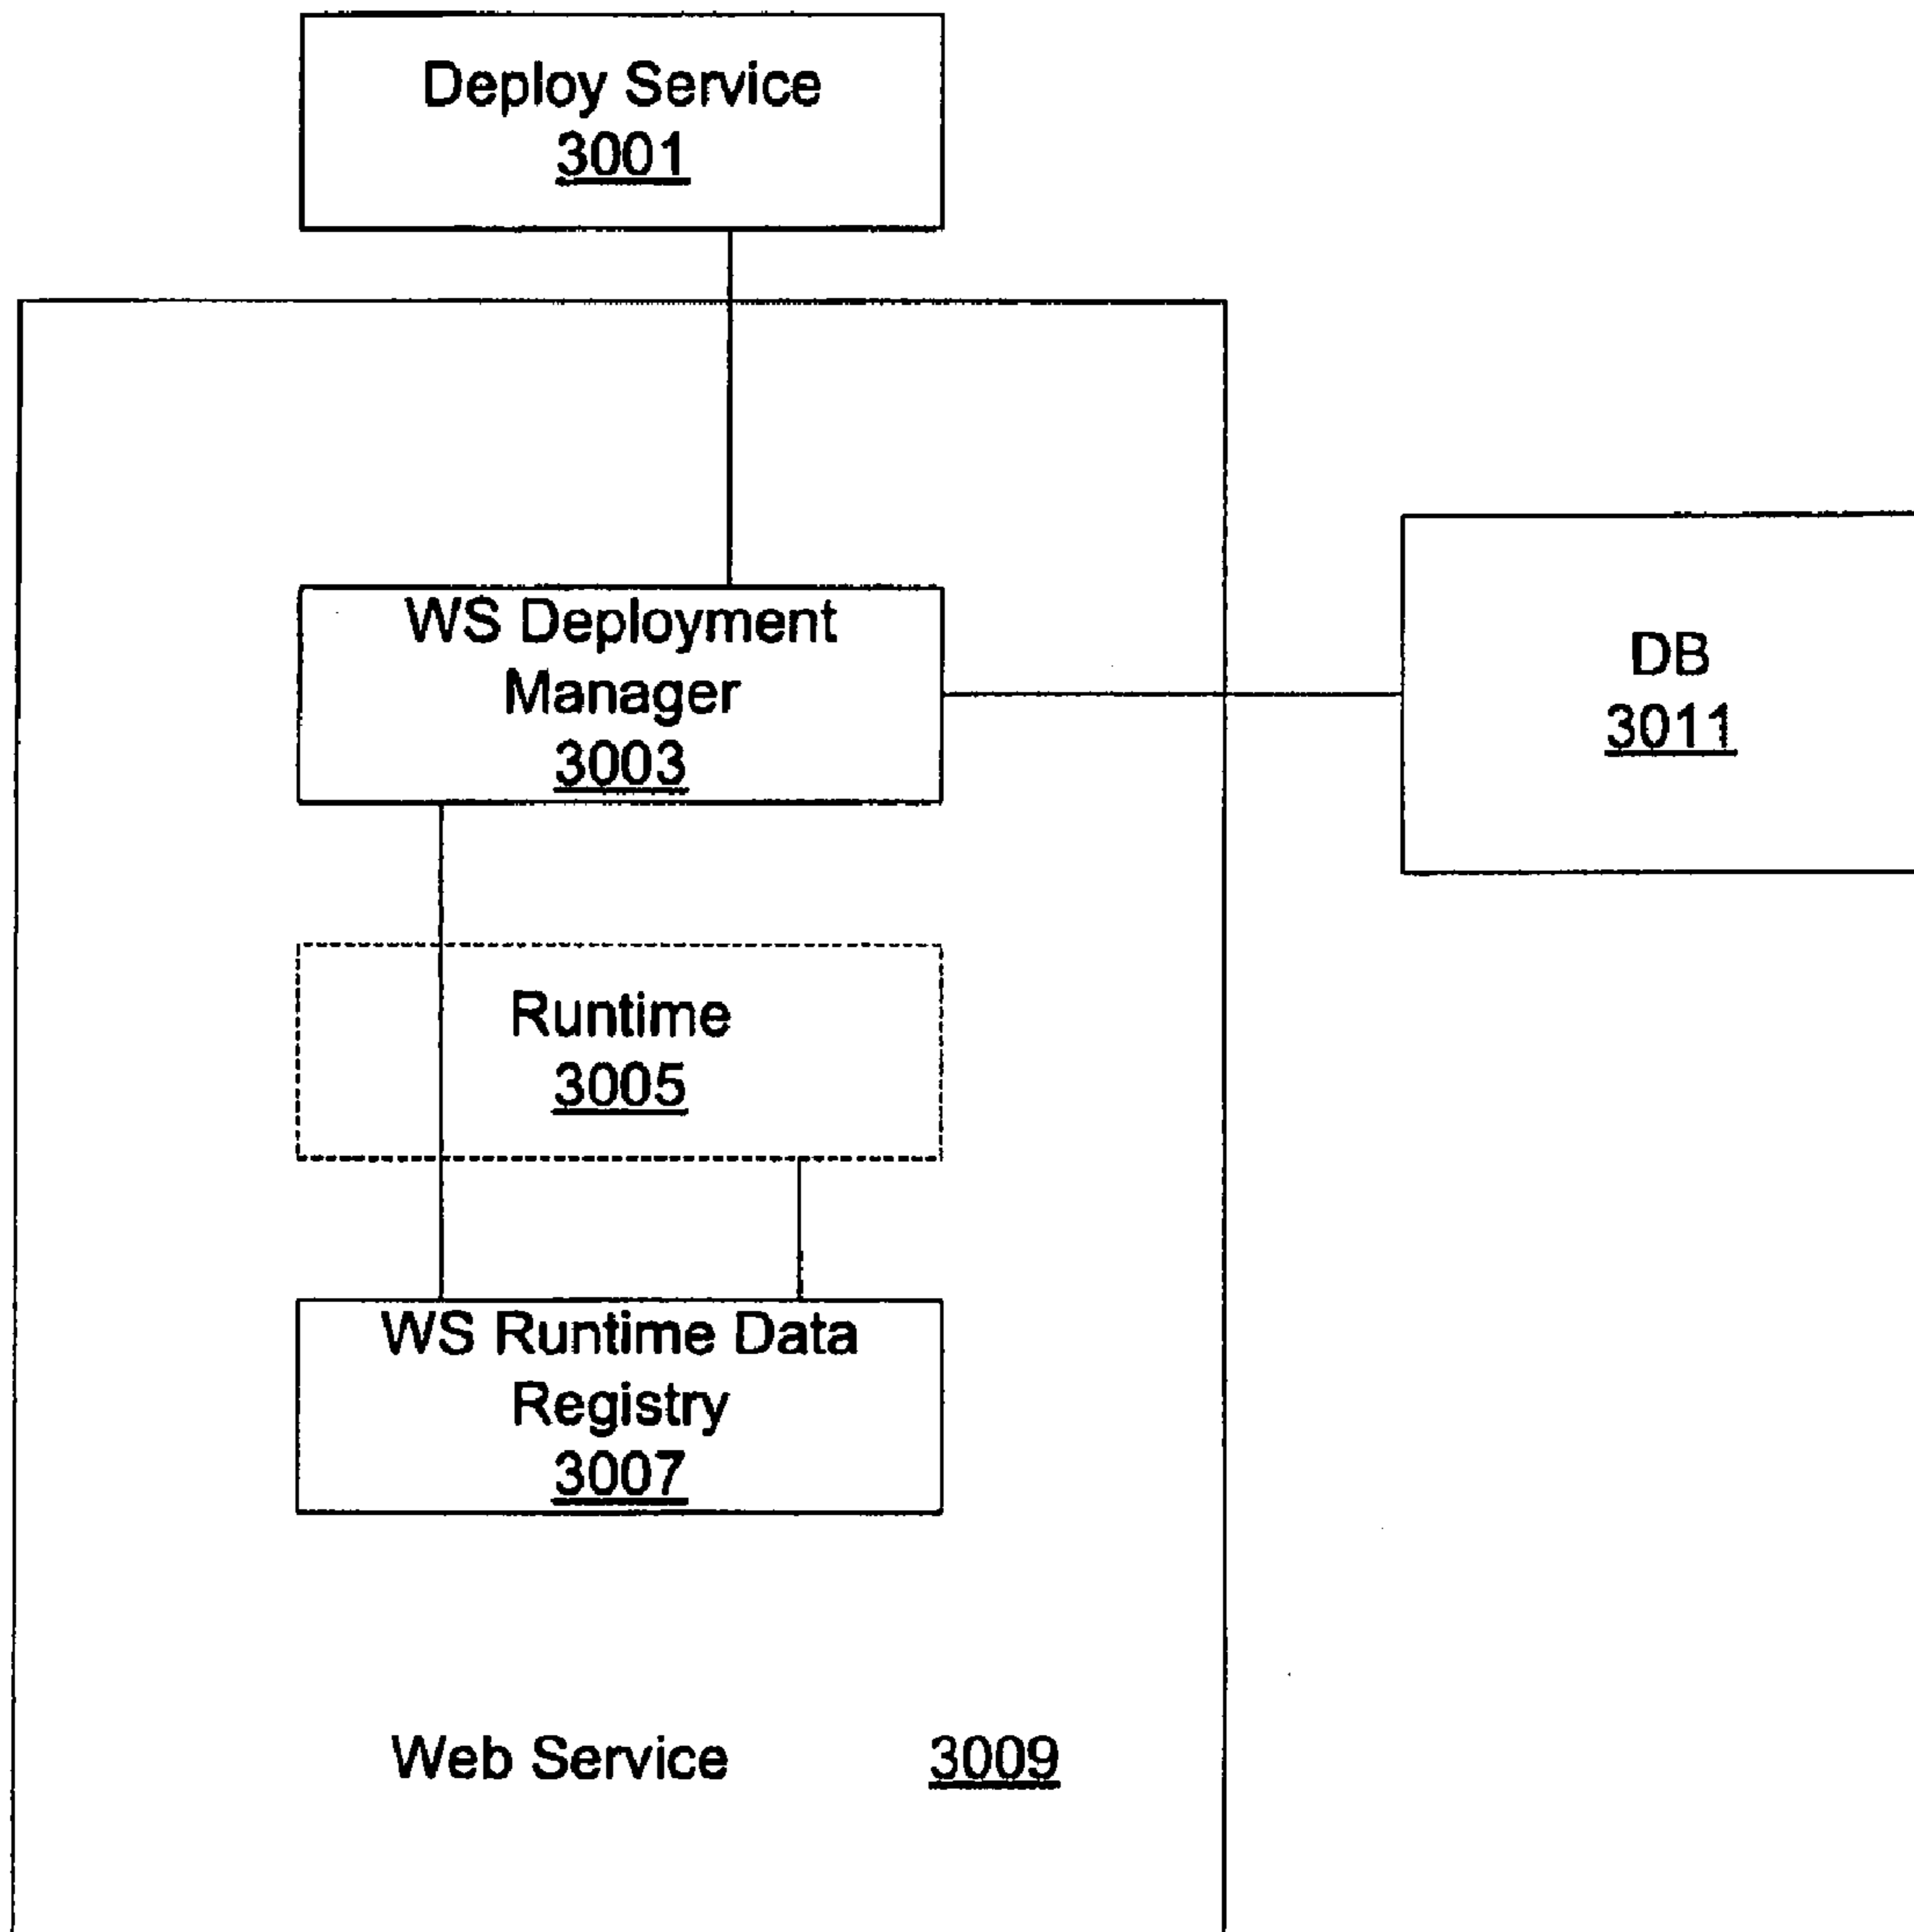 Deploy Service
3001
WS Deployment
Manager
3003
DB
3011
Runtime
3005
WS Runtime Data
Registry
3007
Web Service 3009